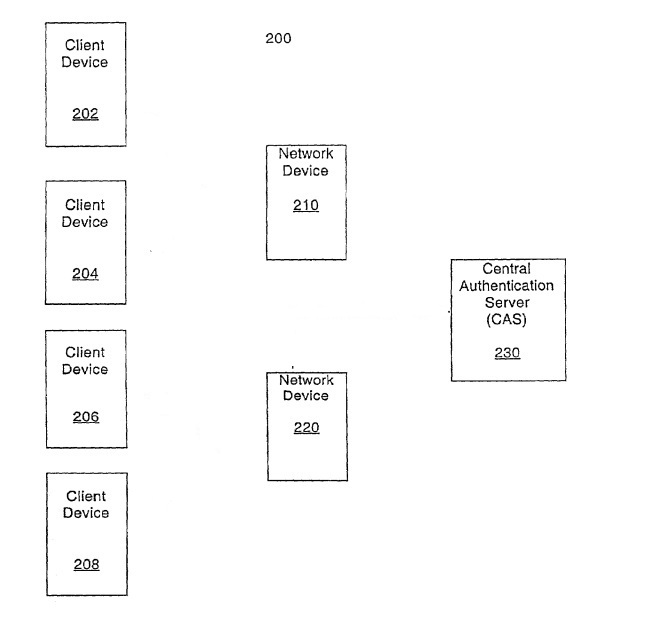 Client
Device
202
200
Network
Device
210
Client
Device
204
Central
Authentication
Server
(CAS)
230
Client
Device
206
Network
Device
220
Client
Device
208